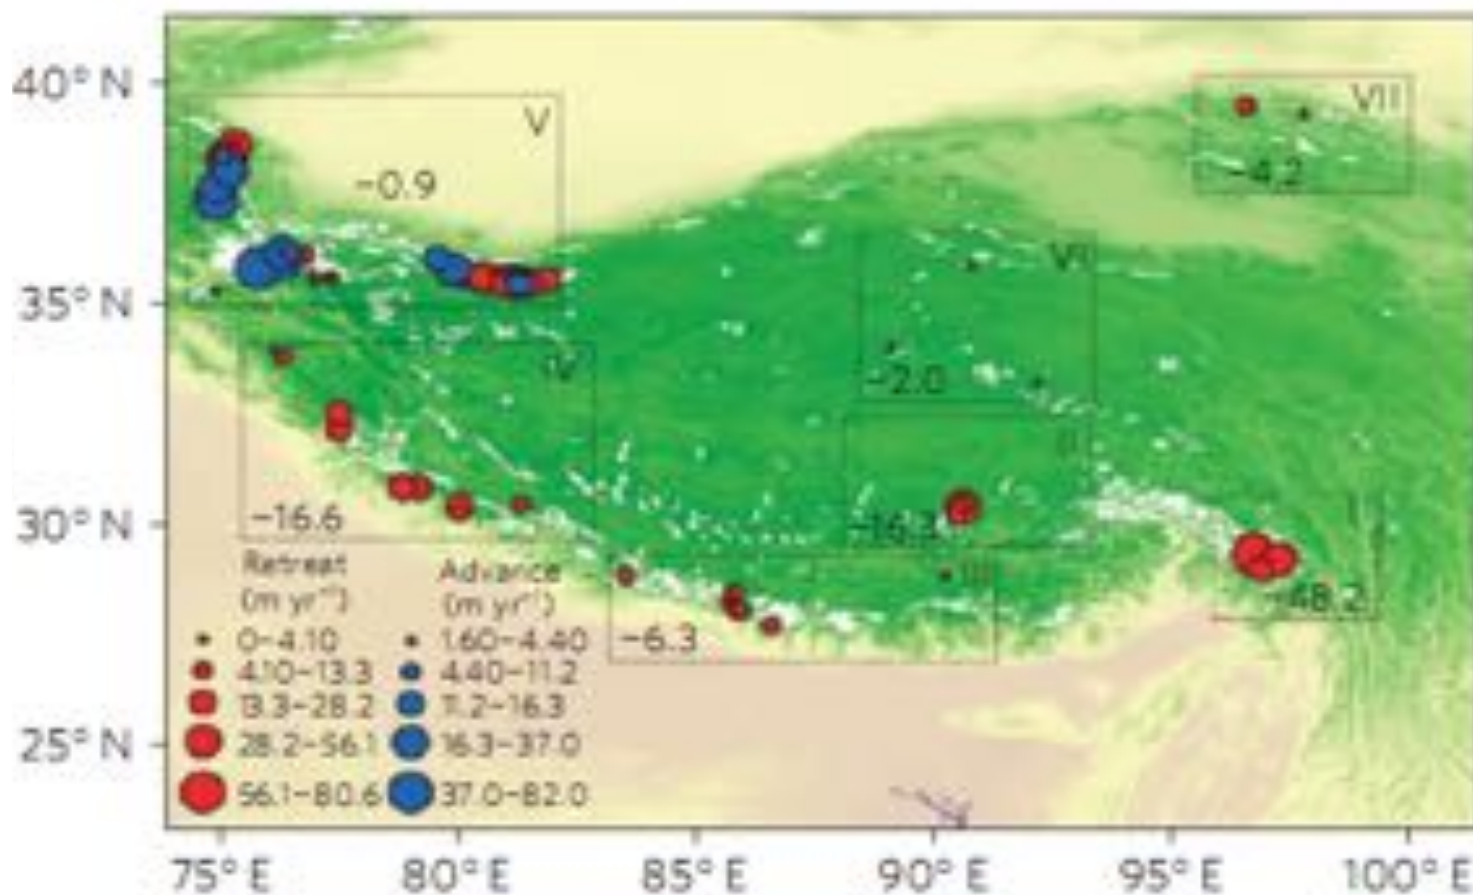 40° N
VII
V
-4.2
-0.9
VI
35° N
IV
-2.0
II
-16.6
30° N
I
III
-48.2
Retreat Advance
(m yr⁻¹) (m yr⁻¹)
-6.3
0–4.10 1.60–4.40
4.10–13.3 4.40–11.2
13.3–28.2 11.2–16.3
28.2–56.1 16.3–37.0
25° N
56.1–80.6 37.0–82.0
75° E 80° E 85° E 90° E 95° E 100° E